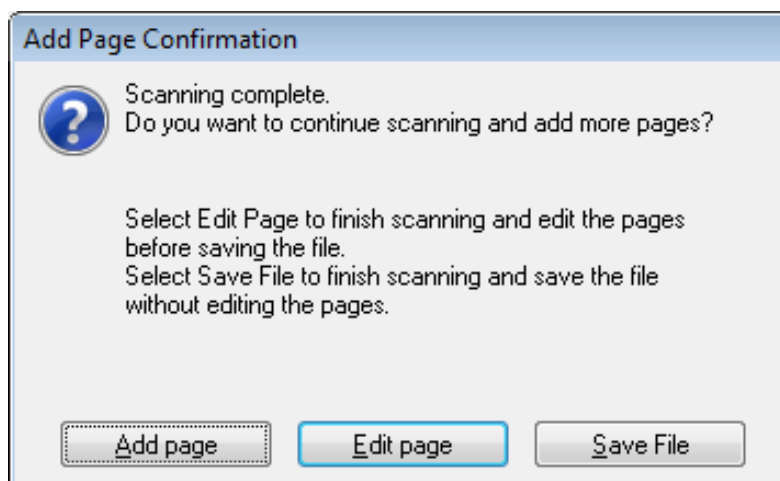 Add Page Confirmation
Scanning complete.
Do you want to continue scanning and add more pages?
Select Edit Page to finish scanning and edit the pages
before saving the file.
Select Save File to finish scanning and save the file
without editing the pages.
Add page
Edit page
Save File